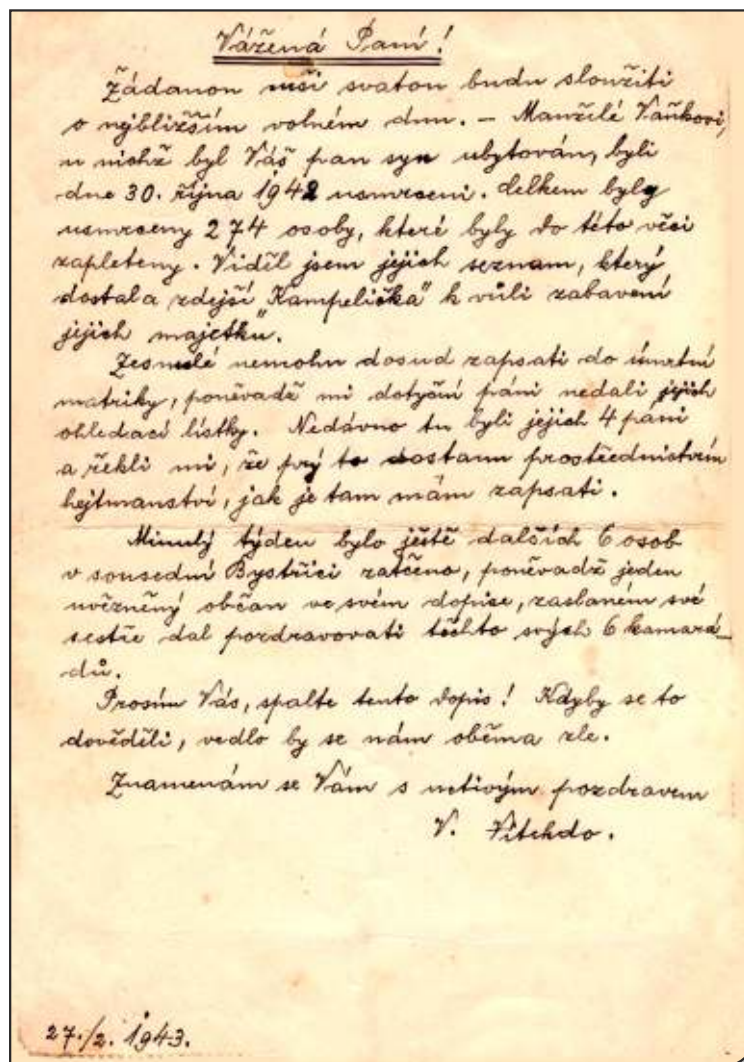 Vážená Paní!
Žádanou mši svatou budu sloužiti
o nejbližším volném dnu. – Manželé Vaňkovi,
u nichž byl Váš pan syn ubytován, byli
dne 30. října 1942 usmrceni. Celkem byly
usmrceny 274 osoby, které byly do této věci
zapleteny. Viděl jsem jejich seznam, který
dostala zdejší „Kampelička" k vůli zabavení
jejich majetku.
Zesnulé nemohu dosud zapsati do úmrtní
matriky, poněvadž mi dotyční páni nedali jejich
ohledací lístky. Nedávno tu byli jejich 4 páni
a řekli mi, že prý to dostanu prostřednictvím
hejtmanství, jak je tam mám zapsati.
Minulý týden bylo ještě dalších 6 osob
v sousední Bystřici zatčeno, poněvadž jeden
uvězněný občan ve svém dopise, zaslaném své
sestře dal pozdravovati těchto svých 6 kamará-
dů.
Prosím Vás, spalte tento dopis! Kdyby se to
dověděli, vedlo by se nám oběma zle.
Znamenám se Vám s uctivým pozdravem
V.
27./2. 1943.